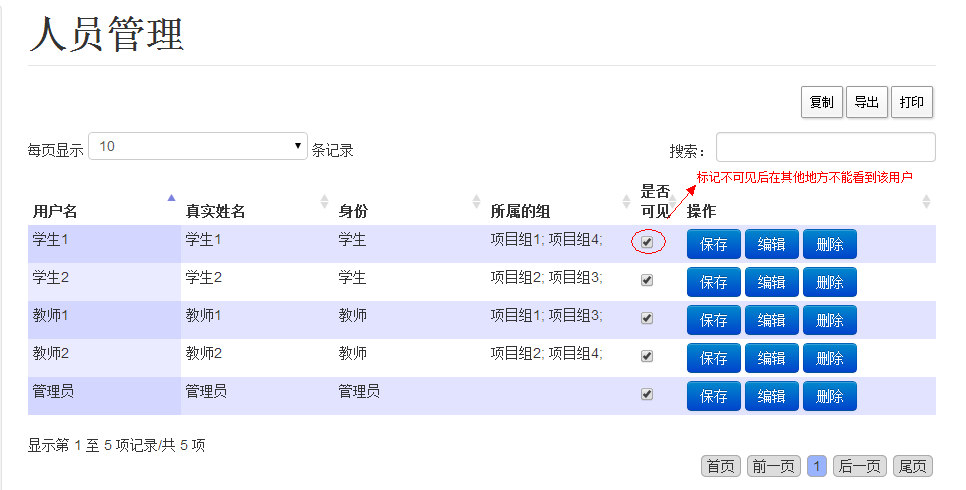 人员管理
复制 导出 打印
每页显示 10 条记录 搜索：
标记不可见后在其他地方不能看到该用户
用户名 真实姓名 身份 所属的组 是否可见 操作
学生1 学生1 学生 项目组1; 项目组4; 保存 编辑 删除
学生2 学生2 学生 项目组2; 项目组3; 保存 编辑 删除
教师1 教师1 教师 项目组1; 项目组3; 保存 编辑 删除
教师2 教师2 教师 项目组2; 项目组4; 保存 编辑 删除
管理员 管理员 管理员 保存 编辑 删除
显示第 1 至 5 项记录/共 5 项
首页 前一页 1 后一页 尾页